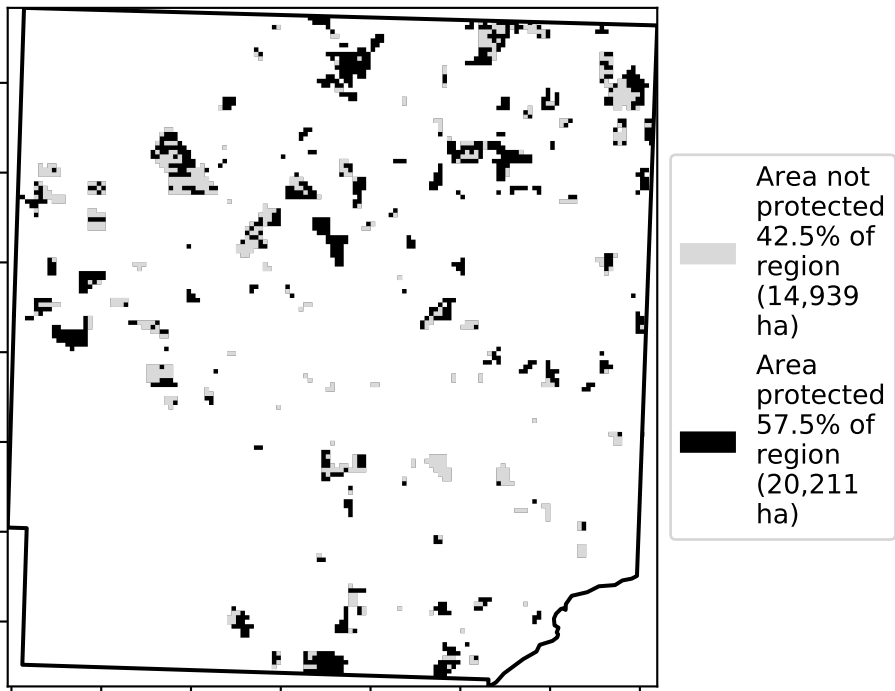 Area not
protected
42.5% of
region
(14,939
ha)
Area
protected
57.5% of
region
(20,211
ha)